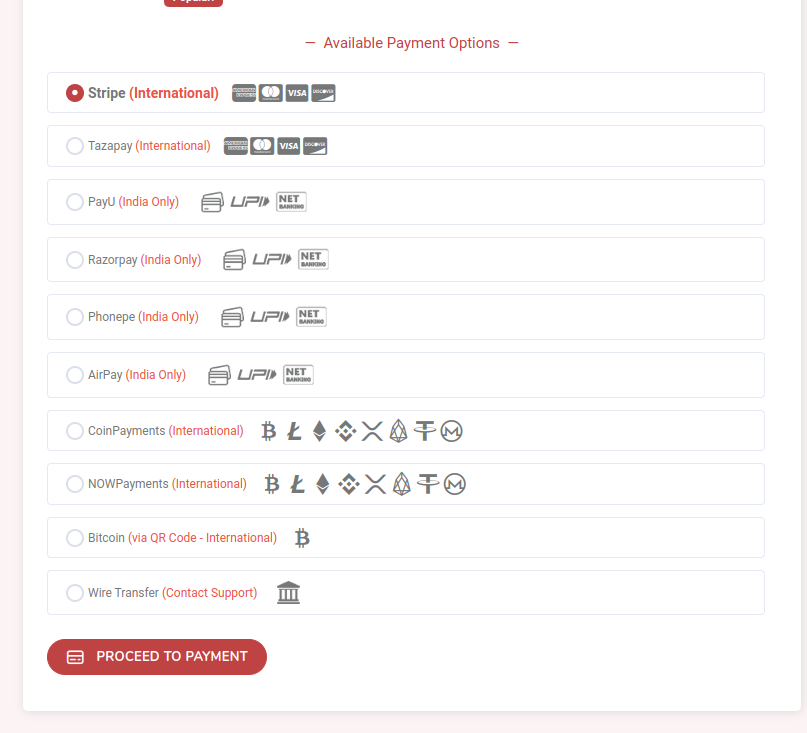 — Available Payment Options —
Stripe (International) VISA DISCOVER
Tazapay (International) VISA DISCOVER
PayU (India Only) UPI NET BANKING
Razorpay (India Only) UPI NET BANKING
Phonepe (India Only) UPI NET BANKING
AirPay (India Only) UPI NET BANKING
CoinPayments (International)
NOWPayments (International)
Bitcoin (via QR Code - International)
Wire Transfer (Contact Support)
PROCEED TO PAYMENT